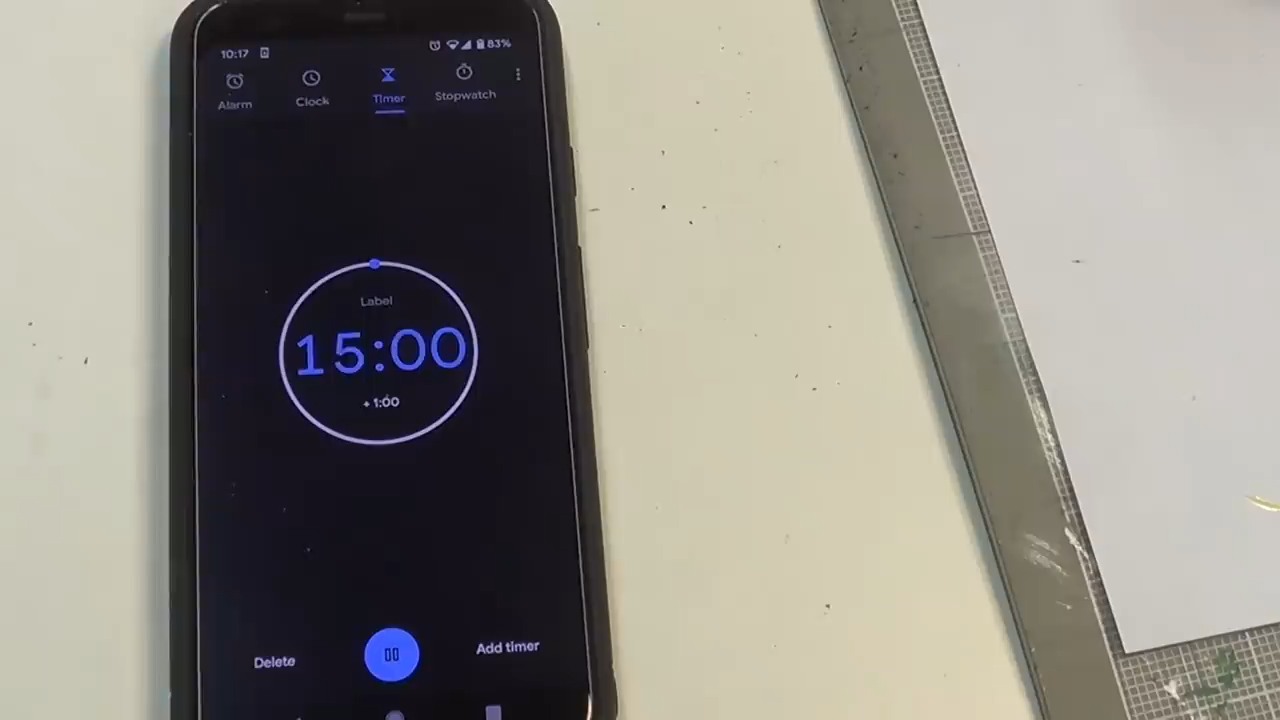 10:17 83%
Alarm Clock Timer Stopwatch
Label
15:00
+ 1:00
Delete Add timer